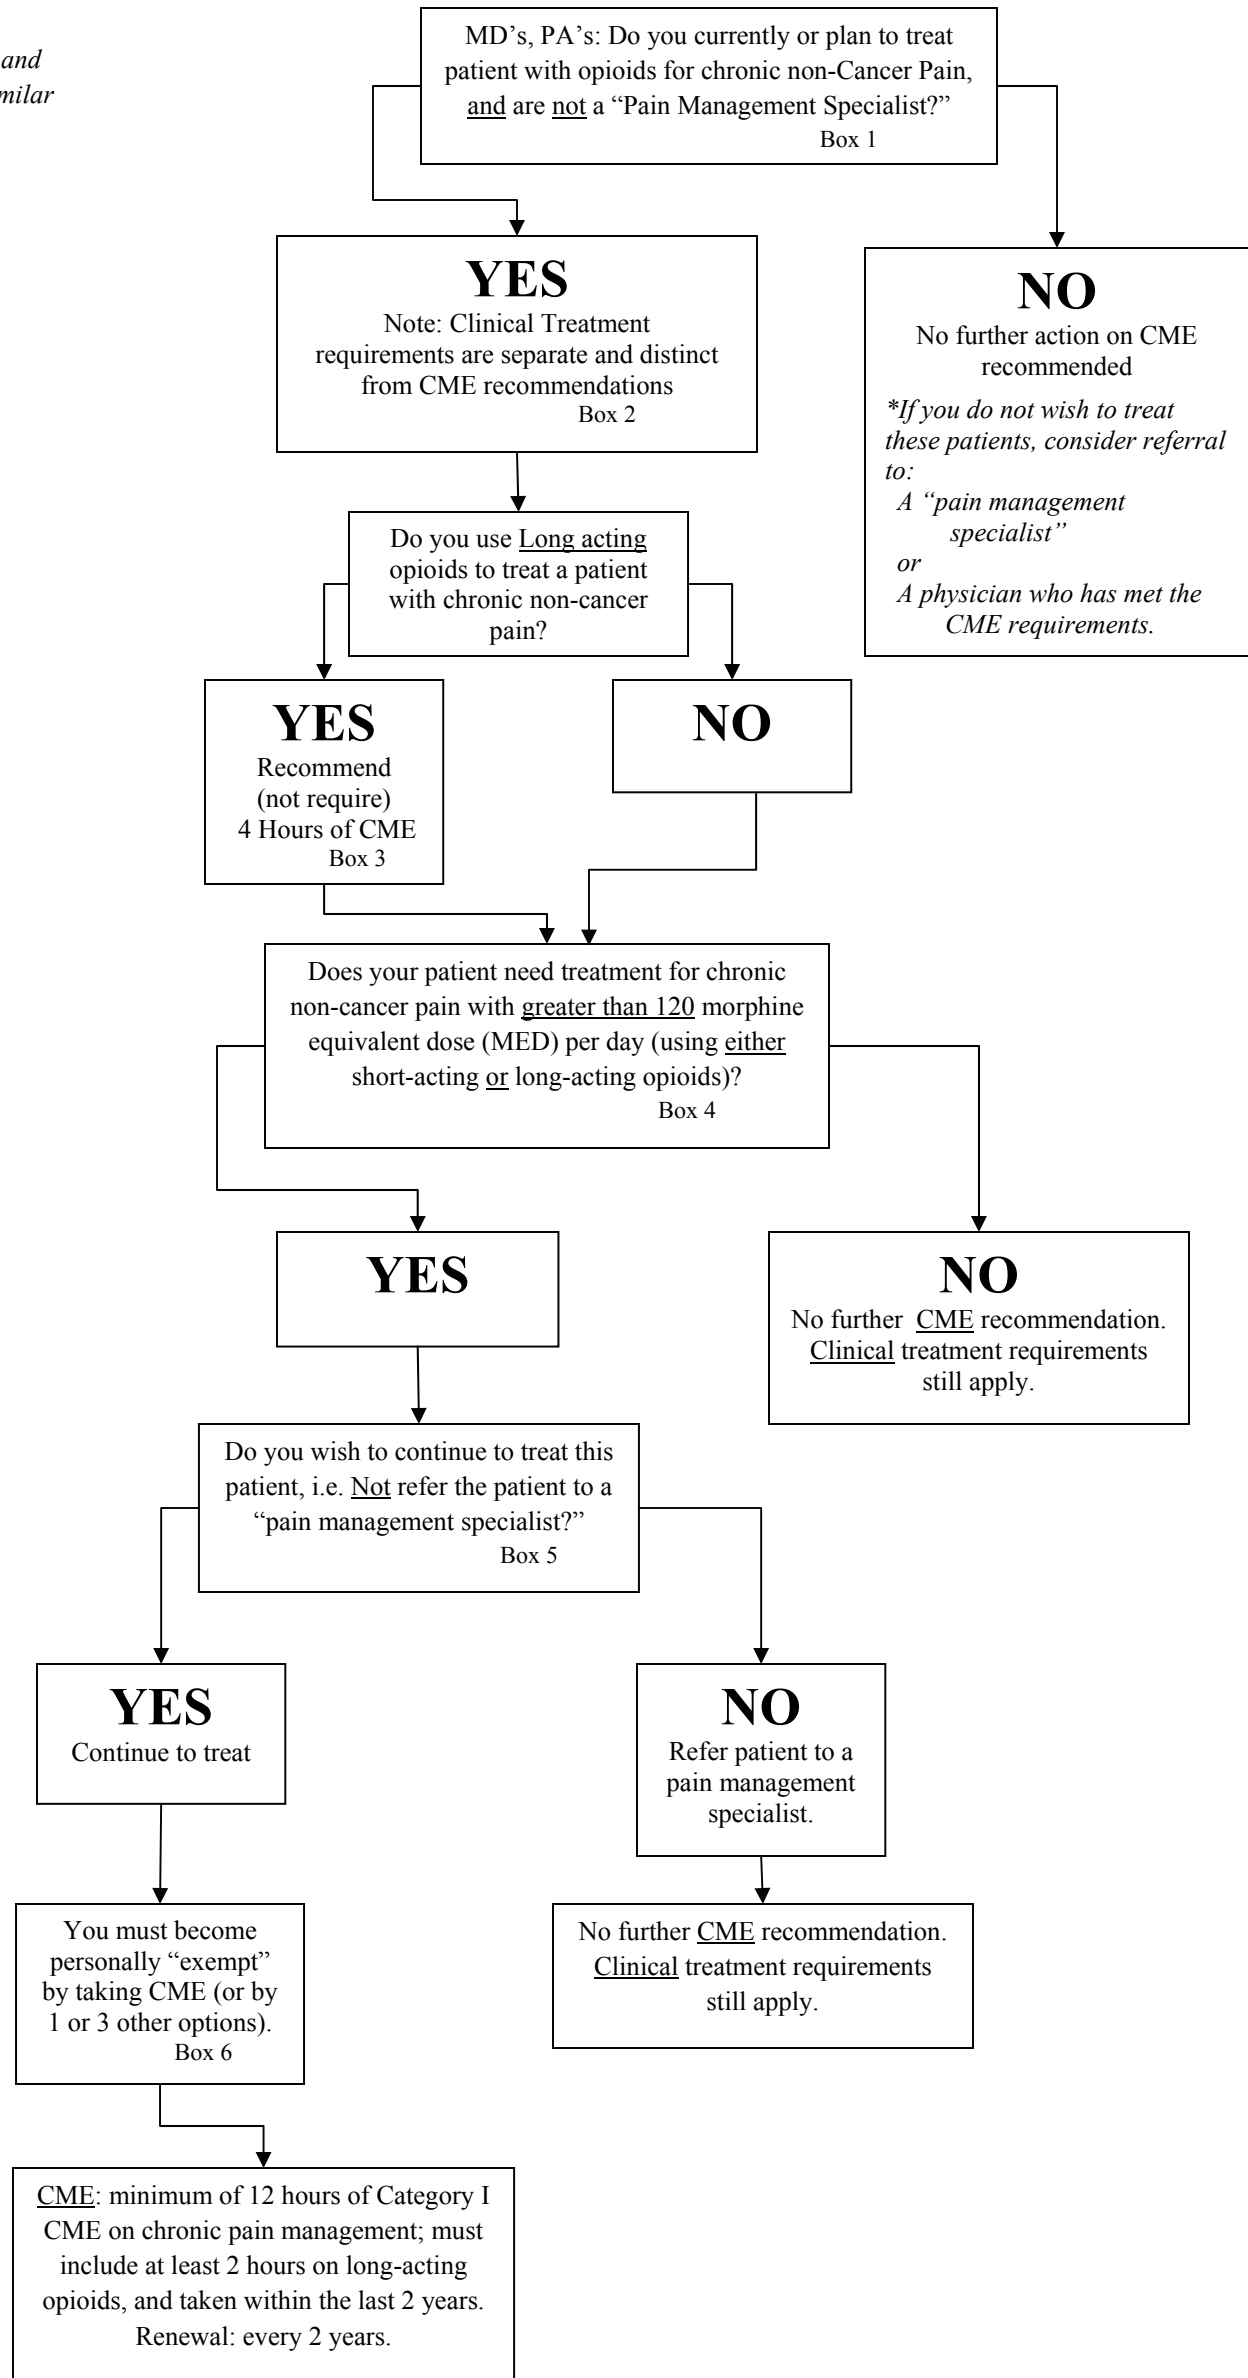 and
milar
MD’s, PA’s: Do you currently or plan to treat
patient with opioids for chronic non-Cancer Pain,
and are not a “Pain Management Specialist?”
Box 1
YES
Note: Clinical Treatment
requirements are separate and distinct
from CME recommendations
Box 2
NO
No further action on CME
recommended
*If you do not wish to treat
these patients, consider referral
to:
A “pain management
specialist”
or
A physician who has met the
CME requirements.
Do you use Long acting
opioids to treat a patient
with chronic non-cancer
pain?
YES
Recommend
(not require)
4 Hours of CME
Box 3
NO
Does your patient need treatment for chronic
non-cancer pain with greater than 120 morphine
equivalent dose (MED) per day (using either
short-acting or long-acting opioids)?
Box 4
YES
NO
No further CME recommendation.
Clinical treatment requirements
still apply.
Do you wish to continue to treat this
patient, i.e. Not refer the patient to a
“pain management specialist?”
Box 5
YES
Continue to treat
NO
Refer patient to a
pain management
specialist.
You must become
personally “exempt”
by taking CME (or by
1 or 3 other options).
Box 6
No further CME recommendation.
Clinical treatment requirements
still apply.
CME: minimum of 12 hours of Category I
CME on chronic pain management; must
include at least 2 hours on long-acting
opioids, and taken within the last 2 years.
Renewal: every 2 years.